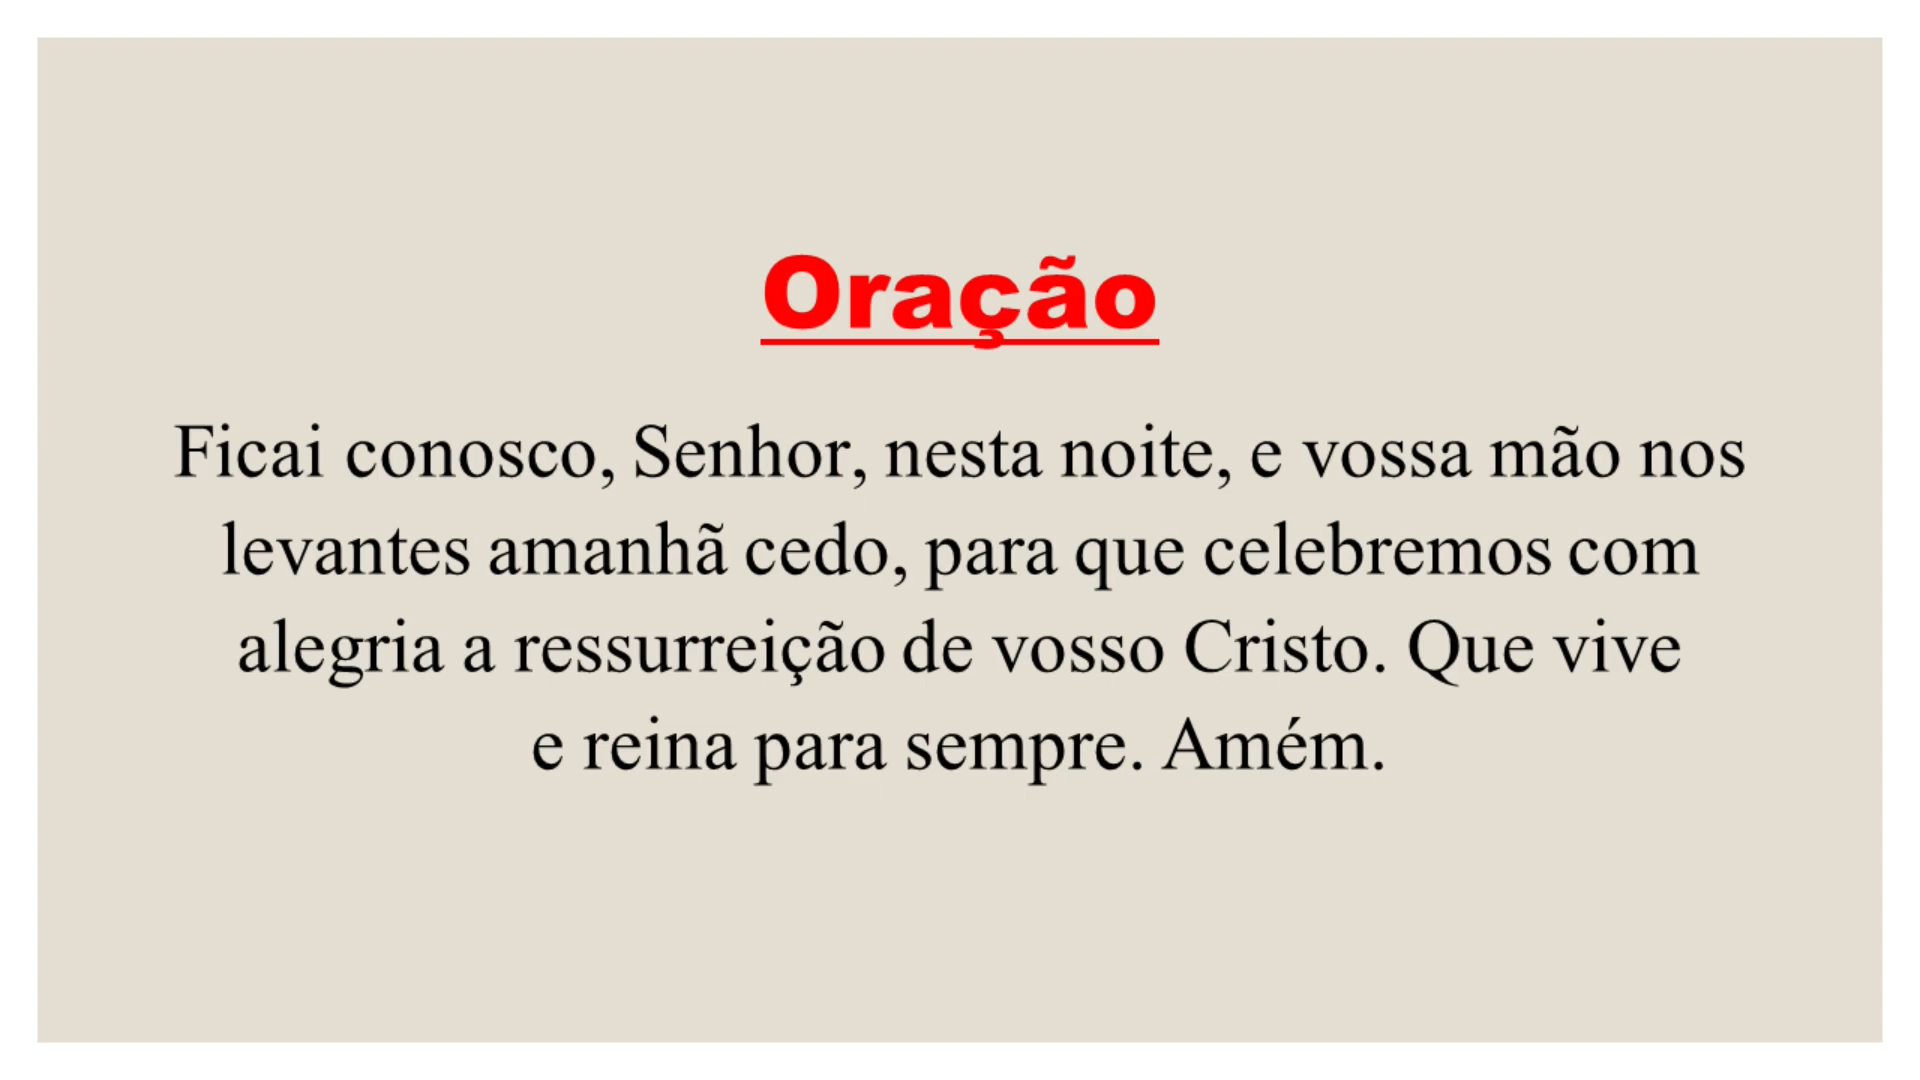 Oração
Ficai conosco, Senhor, nesta noite, e vossa mão nos
levantes amanhã cedo, para que celebremos com
alegria a ressurreição de vosso Cristo. Que vive
e reina para sempre. Amém.